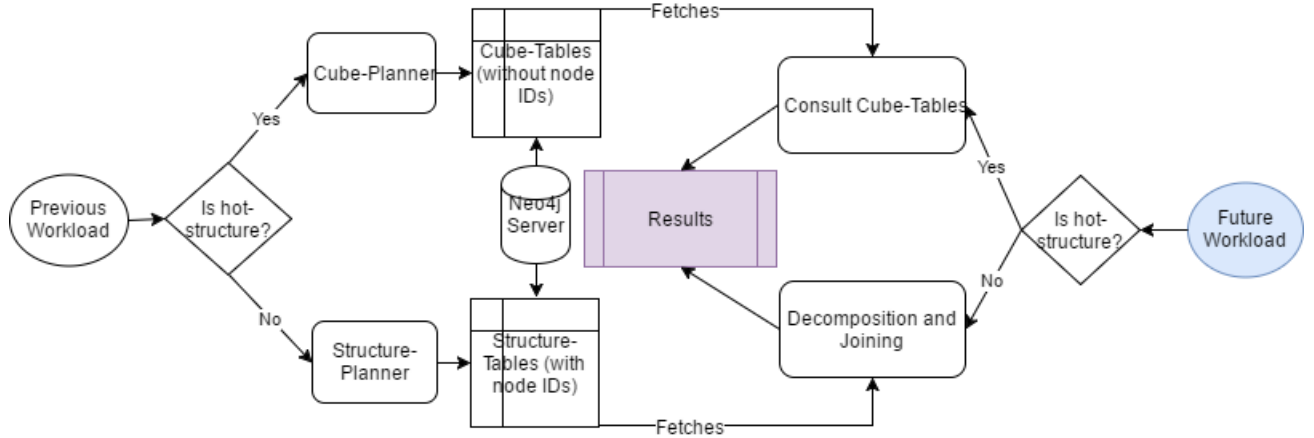 Fetches
Cube-Planner
Cube-Tables
(without node
IDs)
Consult Cube-Tables
Yes
Yes
Previous
Workload
Is hot-
structure?
Neo4j
Server
Results
Is hot-
structure?
Future
Workload
No
No
Structure-
Planner
Structure-
Tables (with
node IDs)
Decomposition and
Joining
Fetches